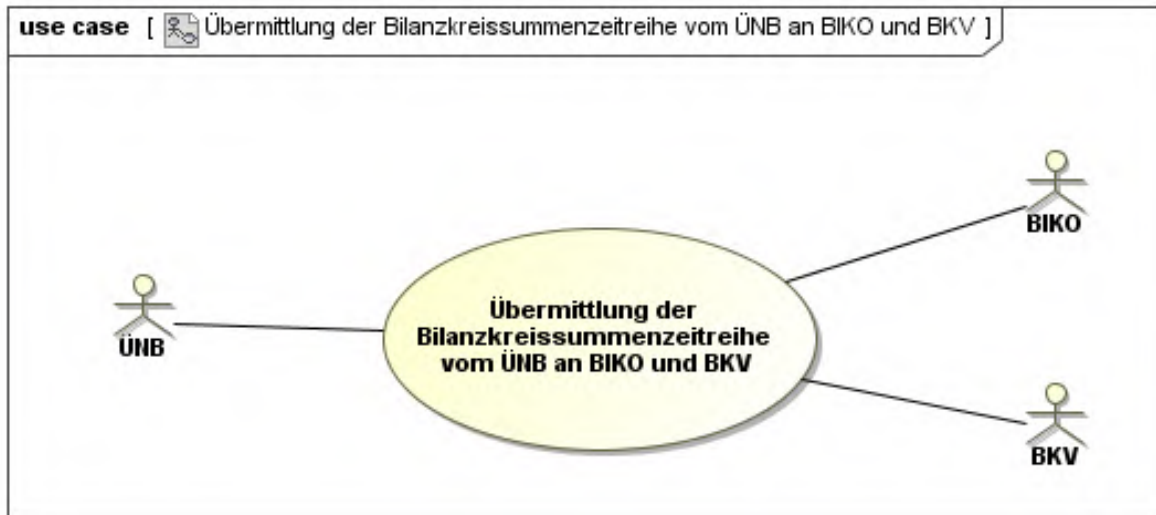 use case [ Übermittlung der Bilanzkreissummenzeitreihe vom ÜNB an BIKO und BKV ]
BIKO
Übermittlung der
Bilanzkreissummenzeitreihe
vom ÜNB an BIKO und BKV
ÜNB
BKV